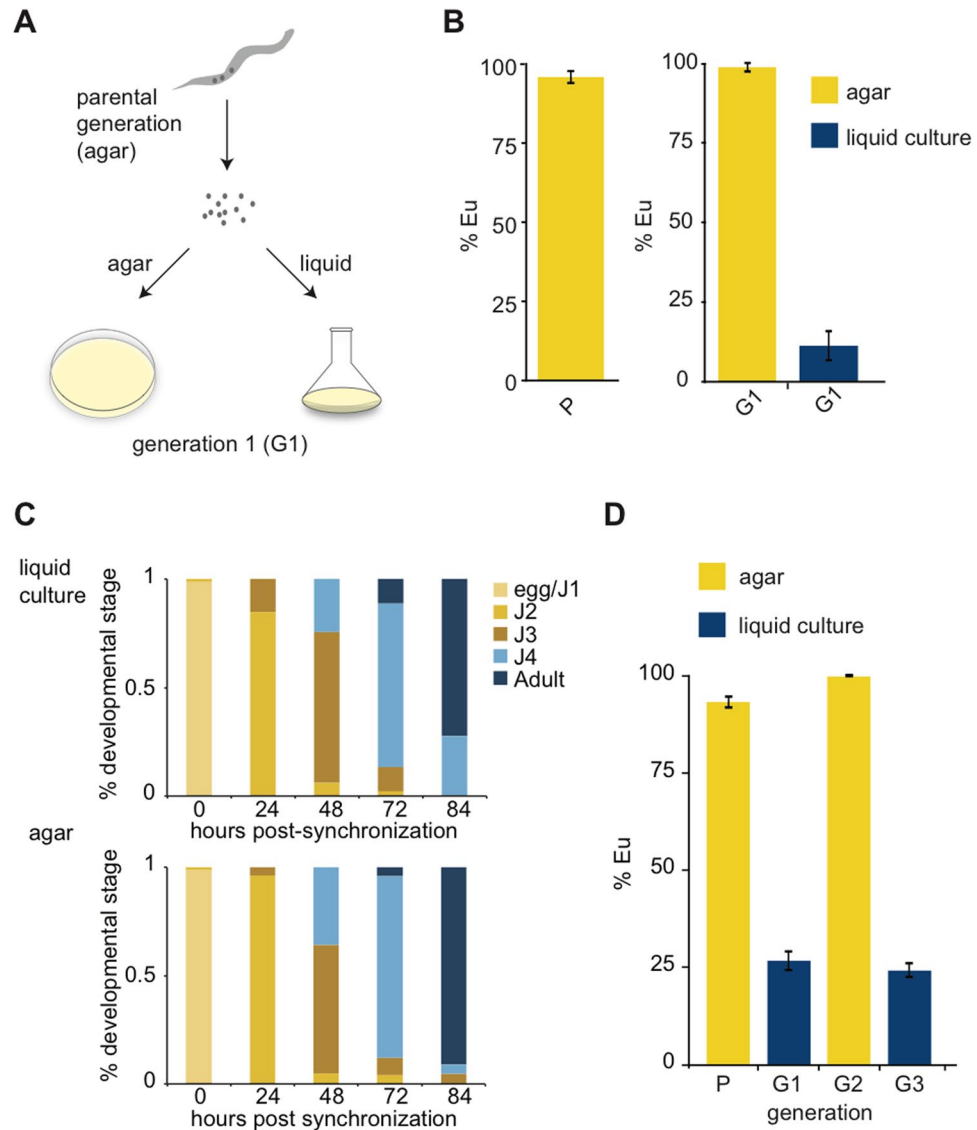 A
parental
generation
(agar)
agar
liquid
generation 1 (G1)
B
100
75
50
25
0
% Eu
P
100
75
50
25
0
% Eu
G1
G1
agar
liquid culture
C
liquid
culture
1
0.5
0
% developmental stage
0 24 48 72 84
hours post-synchronization
egg/J1
J2
J3
J4
Adult
agar
1
0.5
0
% developmental stage
0 24 48 72 84
hours post synchronization
D
agar
liquid culture
100
75
50
25
0
% Eu
P G1 G2 G3
generation